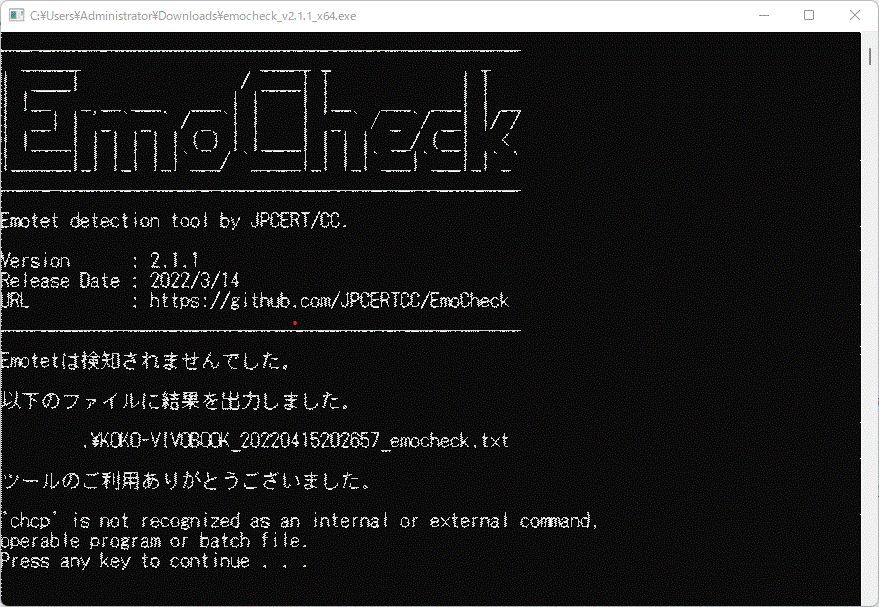 C:¥Users¥Administrator¥Downloads¥emocheck_v2.1.1_x64.exe
EmoCheck
Emotet detection tool by JPCERT/CC.
Version : 2.1.1
Release Date : 2022/3/14
URL : https://github.com/JPCERTCC/EmoCheck
Emotetは検知されませんでした。
以下のファイルに結果を出力しました。
.¥KOKO-VIVOBOOK_20220415202657_emocheck.txt
ツールのご利用ありがとうございました。
'chcp' is not recognized as an internal or external command,
operable program or batch file.
Press any key to continue . . .